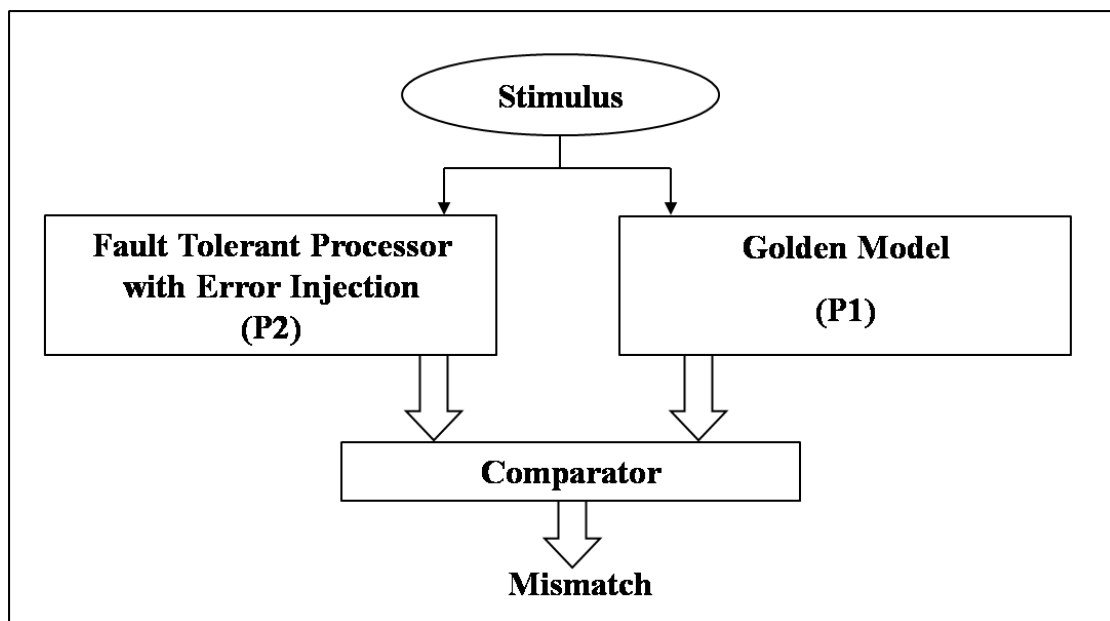 Stimulus
Fault Tolerant Processor
with Error Injection
(P2)
Golden Model
(P1)
Comparator
Mismatch